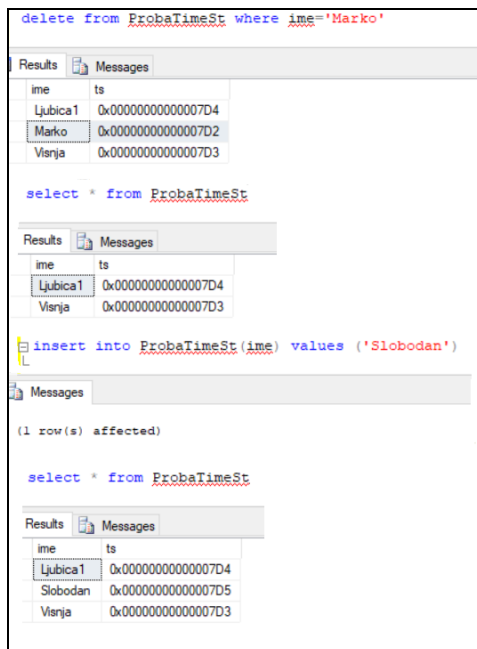 delete from ProbaTimeSt where ime='Marko'
Results Messages
ime ts
Ljubica1 0x00000000000007D4
Marko 0x00000000000007D2
Visnja 0x00000000000007D3
select * from ProbaTimeSt
Results Messages
ime ts
Ljubica1 0x00000000000007D4
Visnja 0x00000000000007D3
insert into ProbaTimeSt(ime) values ('Slobodan')
Messages
(1 row(s) affected)
select * from ProbaTimeSt
Results Messages
ime ts
Ljubica1 0x00000000000007D4
Slobodan 0x00000000000007D5
Visnja 0x00000000000007D3